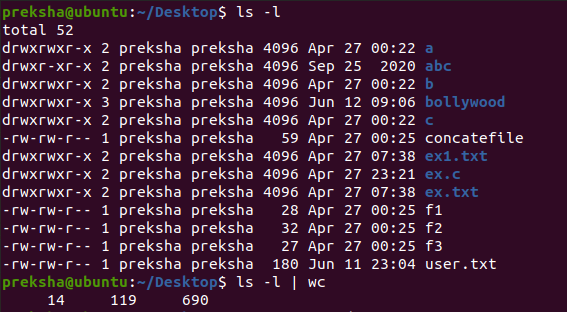 preksha@ubuntu:~/Desktop$ ls -l
total 52
drwxrwxr-x 2 preksha preksha 4096 Apr 27 00:22 a
drwxr-xr-x 2 preksha preksha 4096 Sep 25  2020 abc
drwxrwxr-x 2 preksha preksha 4096 Apr 27 00:22 b
drwxrwxr-x 3 preksha preksha 4096 Jun 12 09:06 bollywood
drwxrwxr-x 2 preksha preksha 4096 Apr 27 00:22 c
-rw-rw-r-- 1 preksha preksha   59 Apr 27 00:25 concatefile
drwxrwxr-x 2 preksha preksha 4096 Apr 27 07:38 ex1.txt
drwxrwxr-x 2 preksha preksha 4096 Apr 27 23:21 ex.c
drwxrwxr-x 2 preksha preksha 4096 Apr 27 07:38 ex.txt
-rw-rw-r-- 1 preksha preksha   28 Apr 27 00:25 f1
-rw-rw-r-- 1 preksha preksha   32 Apr 27 00:25 f2
-rw-rw-r-- 1 preksha preksha   27 Apr 27 00:25 f3
-rw-rw-r-- 1 preksha preksha  180 Jun 11 23:04 user.txt
preksha@ubuntu:~/Desktop$ ls -l | wc
     14     119     690